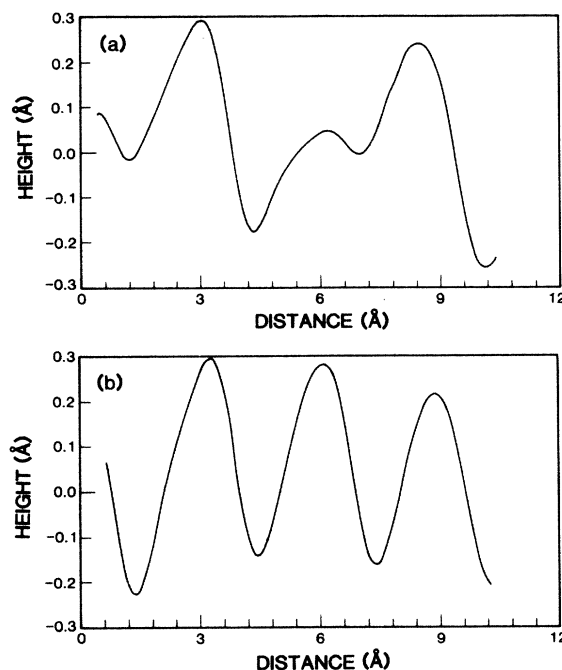 (a)
HEIGHT (Å)
0.3
0.2
0.1
0.0
-0.1
-0.2
-0.3
0 3 6 9 12
DISTANCE (Å)
(b)
HEIGHT (Å)
0.3
0.2
0.1
0.0
-0.1
-0.2
-0.3
0 3 6 9 12
DISTANCE (Å)